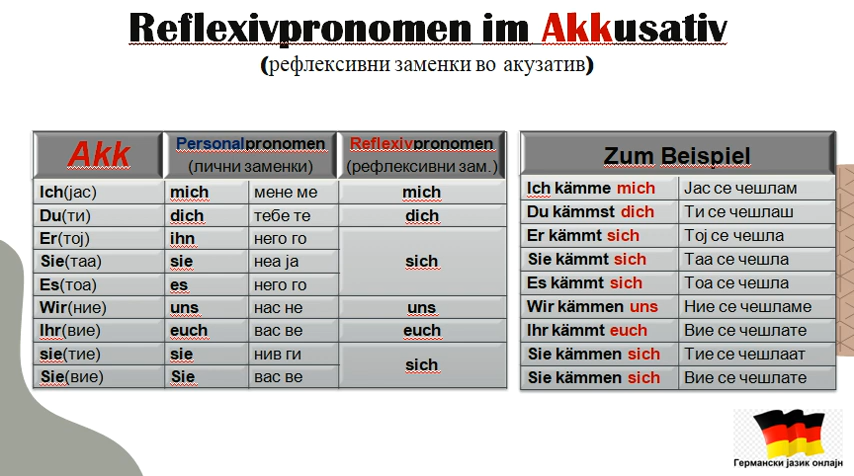 Reflexivpronomen im Akkusativ
(рефлексивни заменки во акузатив)
Akk Personalpronomen Reflexivpronomen
(лични заменки) (рефлексивни зам.)
Ich(јас) mich мене ме mich
Du(ти) dich тебе те dich
Er(тој) ihn него го
Sie(таа) sie неа ја sich
Es(тоа) es него го
Wir(ние) uns нас не uns
Ihr(вие) euch вас ве euch
sie(тие) sie нив ги sich
Sie(вие) Sie вас ве
Zum Beispiel
Ich kämme mich Јас се чешлам
Du kämmst dich Ти се чешлаш
Er kämmt sich Тој се чешла
Sie kämmt sich Таа се чешла
Es kämmt sich Тоа се чешла
Wir kämmen uns Ние се чешламе
Ihr kämmt euch Вие се чешлате
Sie kämmen sich Тие се чешлаат
Sie kämmen sich Вие се чешлате
Германски јазик онлајн